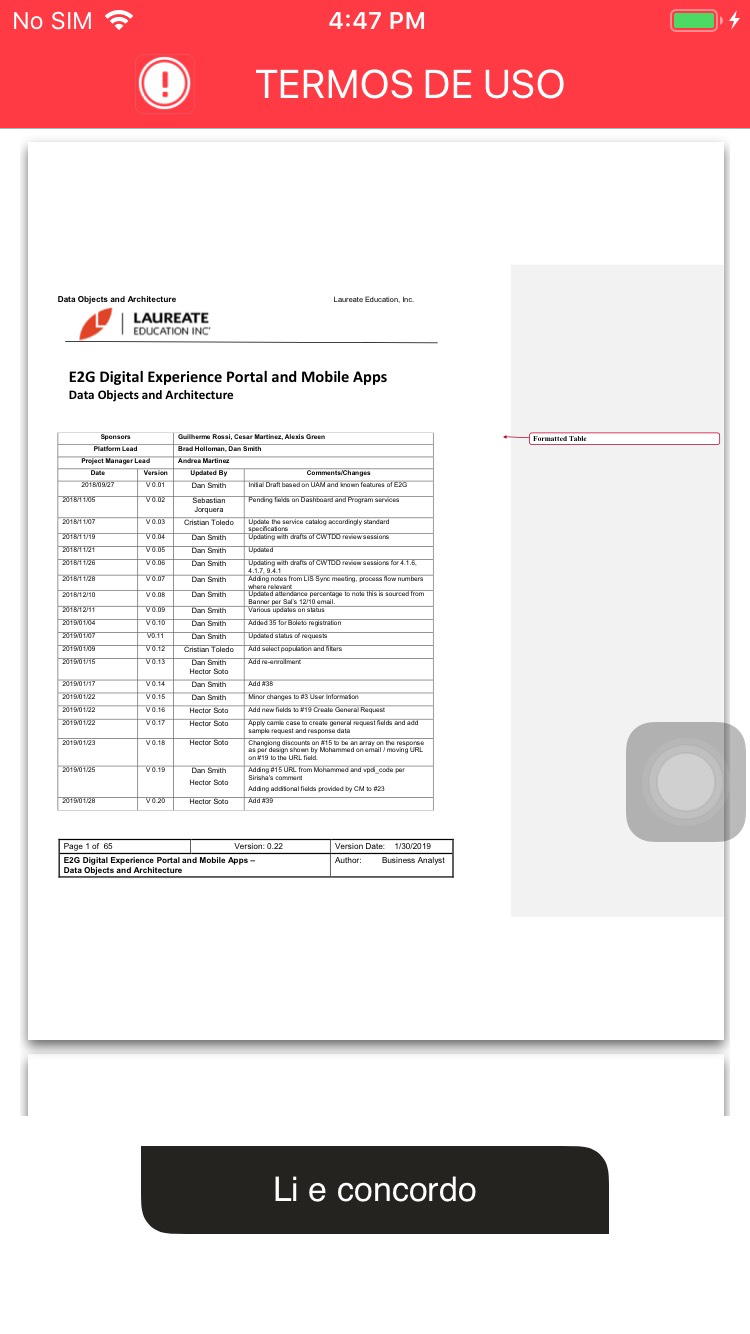 No SIM 4:47 PM
TERMOS DE USO
Data Objects and Architecture Laureate Education, Inc.
LAUREATE
EDUCATION INC
E2G Digital Experience Portal and Mobile Apps
Data Objects and Architecture
Sponsors Guilherme Rossi, Cesar Martinez, Alexis Green
Formatted Table
Platform Lead Brad Holloman, Dan Smith
Project Manager Lead Andrea Martinez
Date Version Updated By Comments/Changes
2018/09/27 V 0.01 Dan Smith Initial Draft based on UAM and known features of E2G
2018/11/05 V 0.02 Sebastian Pending fields on Dashboard and Program services
Jorquera
2018/11/07 V 0.03 Cristian Toledo Update the service catalog accordingly standard
specifications
2018/11/19 V 0.04 Dan Smith Updating with drafts of CWTDD review sessions
2018/11/21 V 0.05 Dan Smith Updated
2018/11/26 V 0.06 Dan Smith Updating with drafts of CWTDD review sessions for 4.1.6,
4.1.7, 9.4.1
2018/11/28 V 0.07 Dan Smith Adding notes from LIS Sync meeting, process flow numbers
where relevant
2018/12/10 V 0.08 Dan Smith Updated attendance percentage to note this is sourced from
Banner per Sal's 12/10 email.
2018/12/11 V 0.09 Dan Smith Various updates on status
2019/01/04 V 0.10 Dan Smith Added 35 for Boleto registration
2019/01/07 V0.11 Dan Smith Updated status of requests
2019/01/09 V 0.12 Cristian Toledo Add select population and filters
2019/01/15 V 0.13 Dan Smith Add re-enrollment
Hector Soto
2019/01/17 V 0.14 Dan Smith Add #38
2019/01/22 V 0.15 Dan Smith Minor changes to #3 User Information
2019/01/22 V 0.16 Hector Soto Add new fields to #19 Create General Request
2019/01/22 V 0.17 Hector Soto Apply camle case to create general request fields and add
sample request and response data
2019/01/23 V 0.18 Hector Soto Changiong discounts on #15 to be an array on the response
as per design shown by Mohammed on email / moving URL
on #19 to the URL field.
2019/01/25 V 0.19 Dan Smith Adding #15 URL from Mohammed and vpdi_code per
Sirisha's comment
Hector Soto Adding additional fields provided by CM to #23
2019/01/28 V 0.20 Hector Soto Add #39
Page 1 of 65 Version: 0.22 Version Date: 1/30/2019
E2G Digital Experience Portal and Mobile Apps – Author: Business Analyst
Data Objects and Architecture
Li e concordo